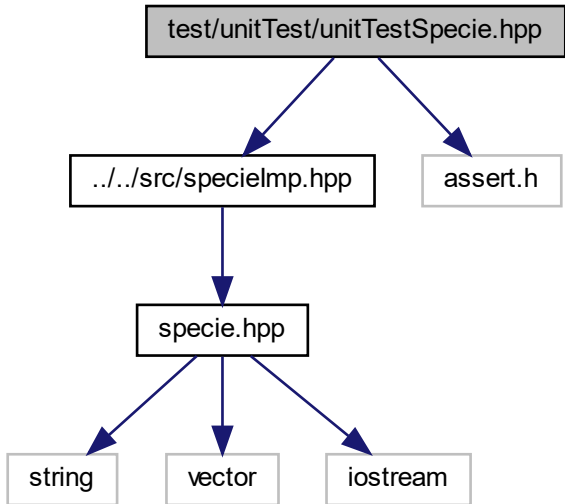 test/unitTest/unitTestSpecie.hpp
../../src/specieImp.hpp
assert.h
specie.hpp
string
vector
iostream